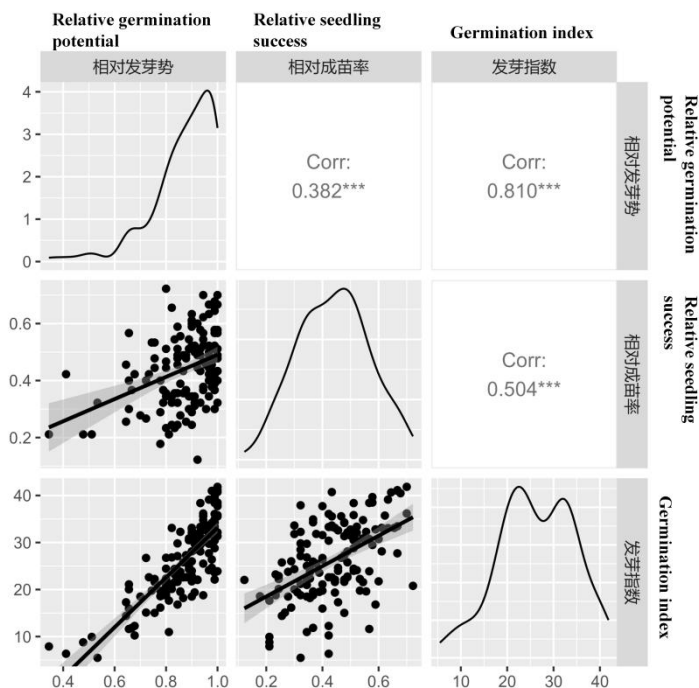 Relative germination
potential
Relative seedling
success
Germination index
相对发芽势
相对成苗率
发芽指数
4
3
2
1
0
Corr:
0.382***
Corr:
0.810***
相对发芽势
Relative germination
potential
0.6
0.4
0.2
Corr:
0.504***
相对成苗率
Relative seedling
success
40
30
20
10
发芽指数
Germination index
0.4
0.6
0.8
1.0
0.2
0.4
0.6
10
20
30
40